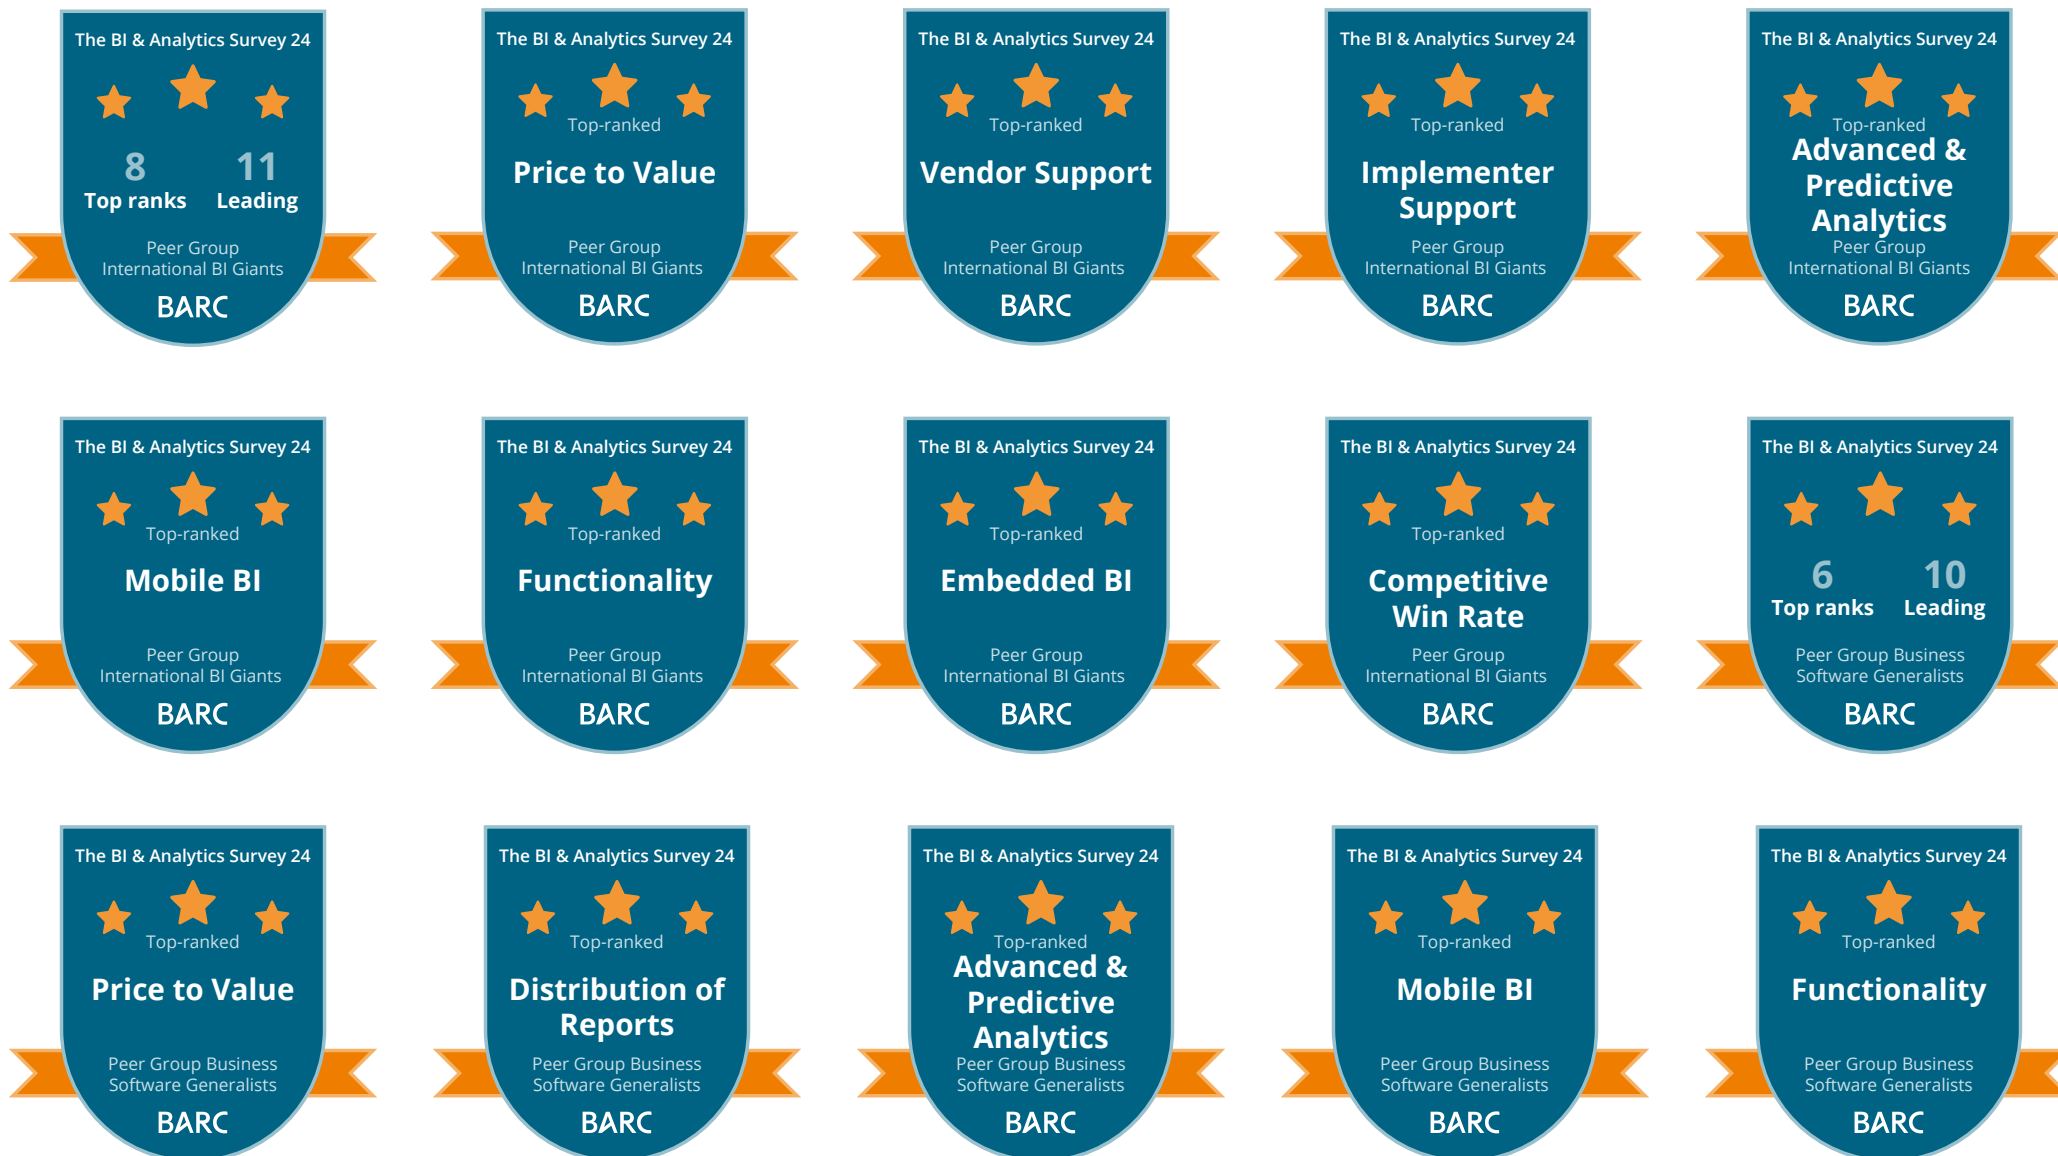 The BI & Analytics Survey 24
8 11
Top ranks Leading
Peer Group
International BI Giants
BARC
The BI & Analytics Survey 24
Top-ranked
Price to Value
Peer Group
International BI Giants
BARC
The BI & Analytics Survey 24
Top-ranked
Vendor Support
Peer Group
International BI Giants
BARC
The BI & Analytics Survey 24
Top-ranked
Implementer
Support
Peer Group
International BI Giants
BARC
The BI & Analytics Survey 24
Top-ranked
Advanced &
Predictive
Analytics
Peer Group
International BI Giants
BARC
The BI & Analytics Survey 24
Top-ranked
Mobile BI
Peer Group
International BI Giants
BARC
The BI & Analytics Survey 24
Top-ranked
Functionality
Peer Group
International BI Giants
BARC
The BI & Analytics Survey 24
Top-ranked
Embedded BI
Peer Group
International BI Giants
BARC
The BI & Analytics Survey 24
Top-ranked
Competitive
Win Rate
Peer Group
International BI Giants
BARC
The BI & Analytics Survey 24
6 10
Top ranks Leading
Peer Group Business
Software Generalists
BARC
The BI & Analytics Survey 24
Top-ranked
Price to Value
Peer Group Business
Software Generalists
BARC
The BI & Analytics Survey 24
Top-ranked
Distribution of
Reports
Peer Group Business
Software Generalists
BARC
The BI & Analytics Survey 24
Top-ranked
Advanced &
Predictive
Analytics
Peer Group Business
Software Generalists
BARC
The BI & Analytics Survey 24
Top-ranked
Mobile BI
Peer Group Business
Software Generalists
BARC
The BI & Analytics Survey 24
Top-ranked
Functionality
Peer Group Business
Software Generalists
BARC